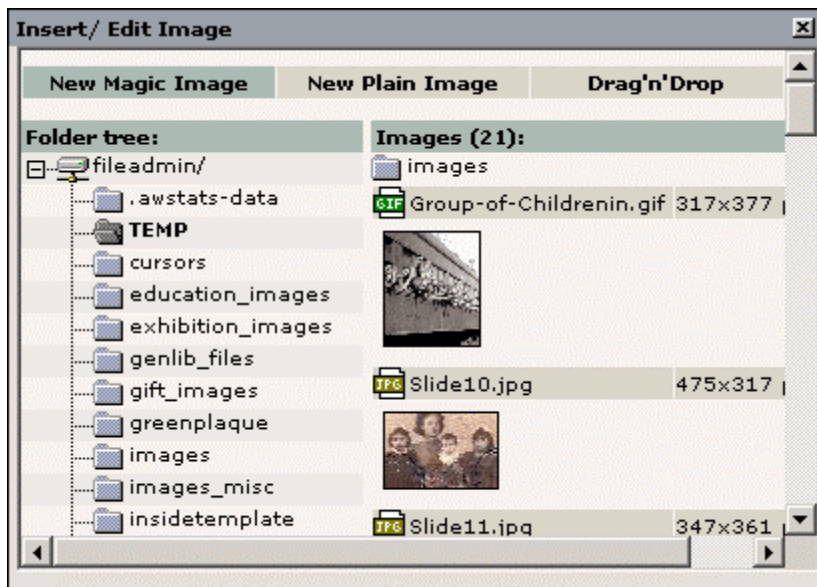 Insert/ Edit Image
New Magic Image New Plain Image Drag'n'Drop
Folder tree: Images (21):
fileadmin/ images
.awstats-data GIF Group-of-Childrenin.gif 317x377 p
TEMP
cursors
education_images
exhibition_images
genlib_files
gift_images JPG Slide10.jpg 475x317 p
greenplaque
images
images_misc
insidetemplate JPG Slide11.jpg 347x361 p